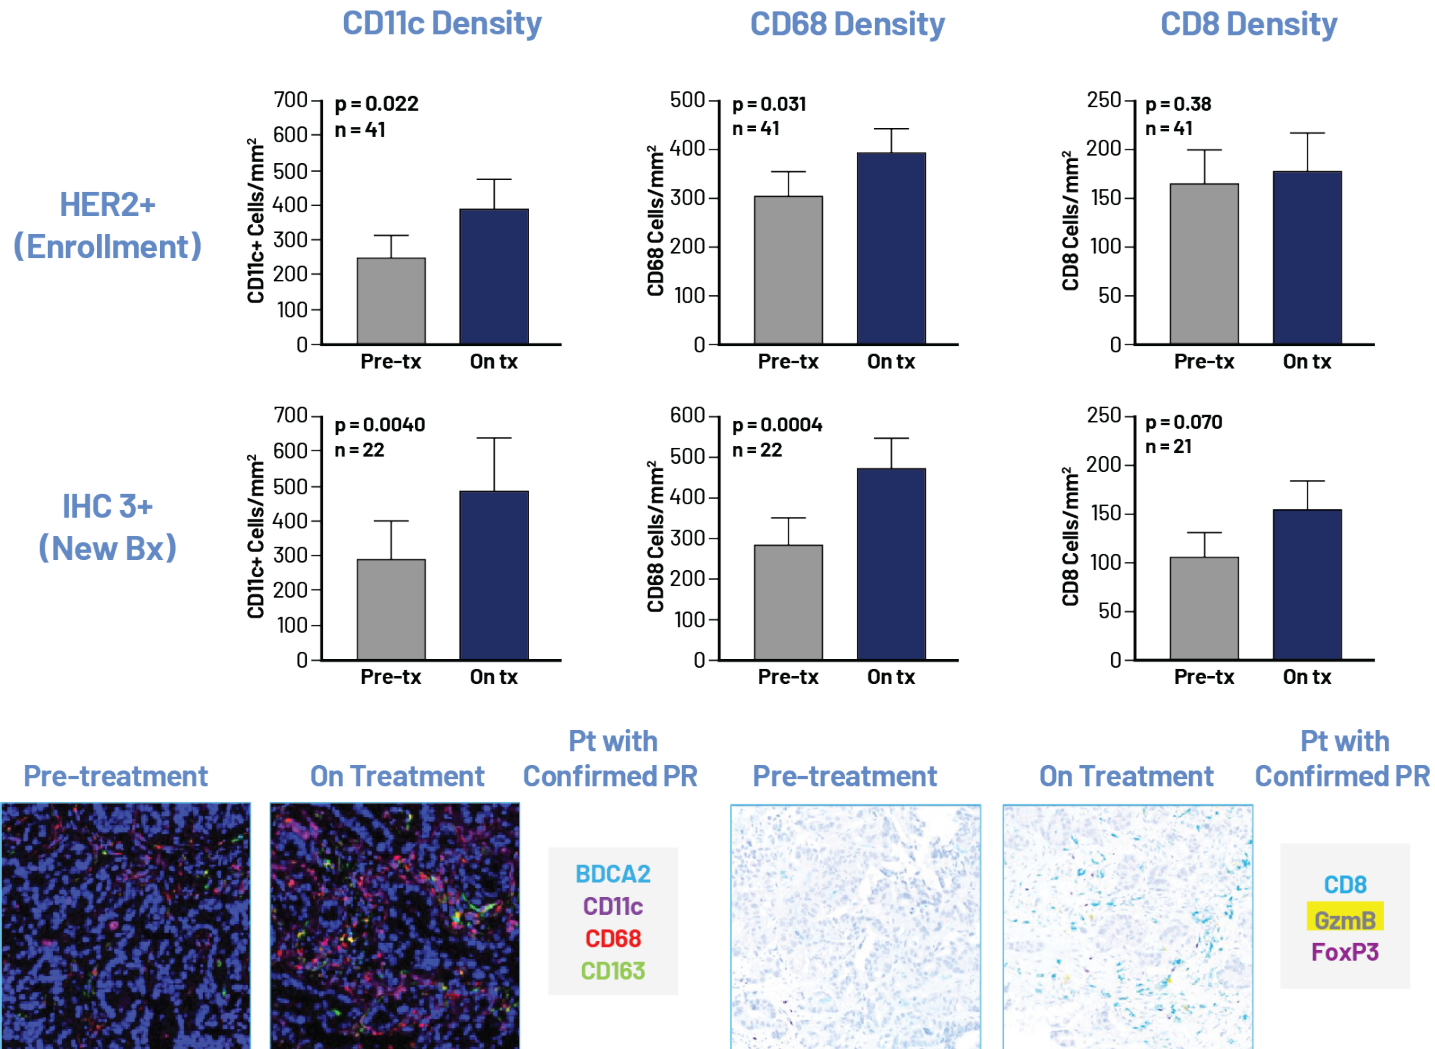 CD11c Density
CD68 Density
CD8 Density
HER2+
(Enrollment)
CD11c+ Cells/mm²
700
600
500
400
300
200
100
0
p = 0.022
n = 41
Pre-tx
On tx
CD68 Cells/mm²
500
400
300
200
100
0
p = 0.031
n = 41
Pre-tx
On tx
CD8 Cells/mm²
250
200
150
100
50
0
p = 0.38
n = 41
Pre-tx
On tx
IHC 3+
(New Bx)
CD11c+ Cells/mm²
700
600
500
400
300
200
100
0
p = 0.0040
n = 22
Pre-tx
On tx
CD68 Cells/mm²
600
500
400
300
200
100
0
p = 0.0004
n = 22
Pre-tx
On tx
CD8 Cells/mm²
250
200
150
100
50
0
p = 0.070
n = 21
Pre-tx
On tx
Pre-treatment
On Treatment
Pt with
Confirmed PR
BDCA2
CD11c
CD68
CD163
Pre-treatment
On Treatment
Pt with
Confirmed PR
CD8
GzmB
FoxP3